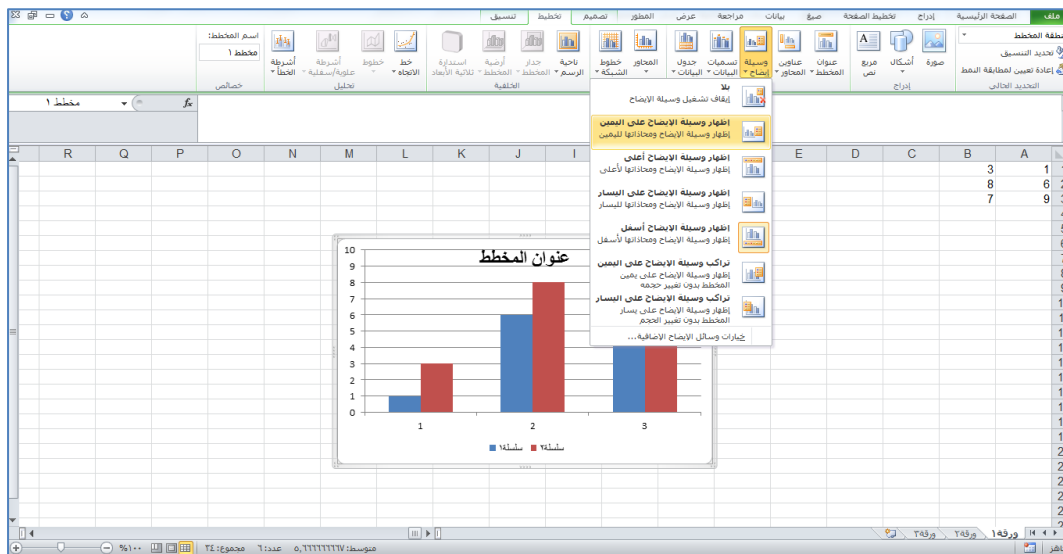 ملف
الصفحة الرئيسية
إدراج
تخطيط الصفحة
صيغ
بيانات
مراجعة
عرض
المطور
تصميم
تخطيط
تنسيق
منطقة المخطط
تحديد التنسيق
إعادة تعيين لمطابقة النمط
التحديد الحالي
صورة
أشكال
مربع نص
إدراج
عنوان المخطط
عناوين المحاور
وسيلة إيضاح
تسميات البيانات
جدول البيانات
المحاور
خطوط الشبكة
ناحية الرسم
جدار المخطط
أرضية المخطط
استدارة ثلاثية الأبعاد
الخلفية
خط الاتجاه
خطوط
أشرطة علوية/سفلية
أشرطة الخطأ
تحليل
اسم المخطط:
مخطط ١
خصائص
مخطط ١
fx
بلا
إيقاف تشغيل وسيلة الإيضاح
إظهار وسيلة الإيضاح على اليمين
إظهار وسيلة الإيضاح ومحاذاتها لليمين
إظهار وسيلة الإيضاح أعلى
إظهار وسيلة الإيضاح ومحاذاتها لأعلى
إظهار وسيلة الإيضاح على اليسار
إظهار وسيلة الإيضاح ومحاذاتها لليسار
إظهار وسيلة الإيضاح أسفل
إظهار وسيلة الإيضاح ومحاذاتها لأسفل
تراكب وسيلة الإيضاح على اليمين
إظهار وسيلة الإيضاح على يمين
المخطط بدون تغيير حجمه
تراكب وسيلة الإيضاح على اليسار
إظهار وسيلة الإيضاح على يسار
المخطط بدون تغيير الحجم
خيارات وسائل الإيضاح الإضافية...
A B C D E I J K L M N O P Q R
1 3
6 8
9 7
عنوان المخطط
10
9
8
7
6
5
4
3
2
1
0
1 2 3
سلسلة١ سلسلة٢
ورقة١ ورقة٢ ورقة٣
متوسط: ٥,٦٦٦٦٦٦٦٦٧ عدد: ٦ مجموع: ٣٤
%١٠٠